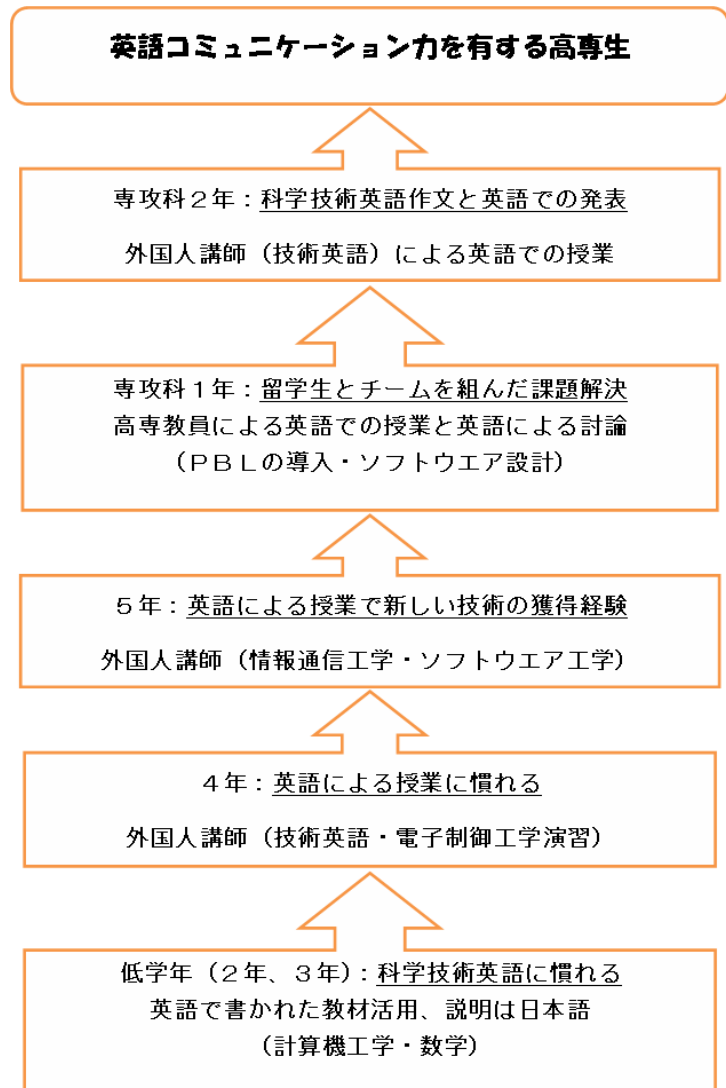 英語コミュニケーション力を有する高専生
専攻科２年：科学技術英語作文と英語での発表
外国人講師（技術英語）による英語での授業
専攻科１年：留学生とチームを組んだ課題解決
高専教員による英語での授業と英語による討論
（ＰＢＬの導入・ソフトウエア設計）
５年：英語による授業で新しい技術の獲得経験
外国人講師（情報通信工学・ソフトウエア工学）
４年：英語による授業に慣れる
外国人講師（技術英語・電子制御工学演習）
低学年（２年、３年）：科学技術英語に慣れる
英語で書かれた教材活用、説明は日本語
（計算機工学・数学）